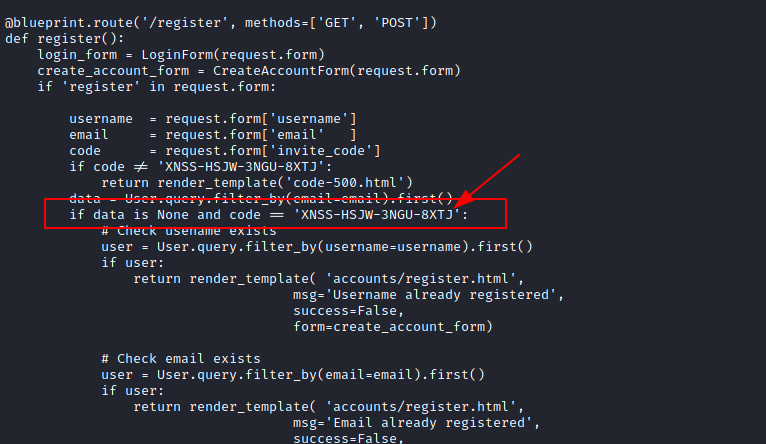 @blueprint.route('/register', methods=['GET', 'POST'])
def register():
    login_form = LoginForm(request.form)
    create_account_form = CreateAccountForm(request.form)
    if 'register' in request.form:

        username  = request.form['username']
        email     = request.form['email'   ]
        code      = request.form['invite_code']
        if code ≠ 'XNSS-HSJW-3NGU-8XTJ':
            return render_template('code-500.html')
        data = User.query.filter_by(email=email).first()
        if data is None and code == 'XNSS-HSJW-3NGU-8XTJ':
            # Check usename exists
            user = User.query.filter_by(username=username).first()
            if user:
                return render_template( 'accounts/register.html',
                                    msg='Username already registered',
                                    success=False,
                                    form=create_account_form)

            # Check email exists
            user = User.query.filter_by(email=email).first()
            if user:
                return render_template( 'accounts/register.html',
                                    msg='Email already registered',
                                    success=False,